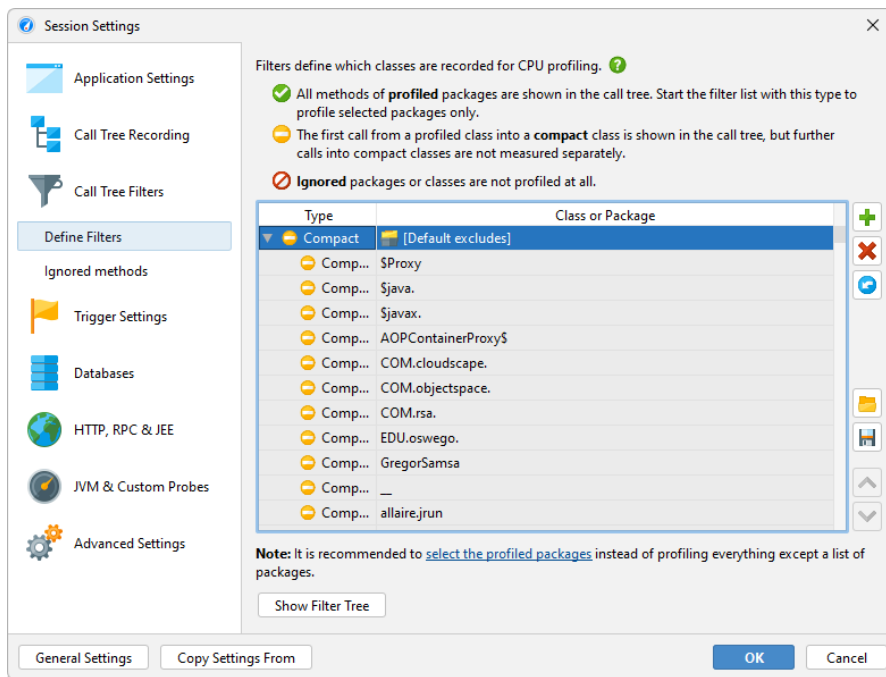 Session Settings
Application Settings
Call Tree Recording
Call Tree Filters
Define Filters
Ignored methods
Trigger Settings
Databases
HTTP, RPC & JEE
JVM & Custom Probes
Advanced Settings
Filters define which classes are recorded for CPU profiling.
All methods of profiled packages are shown in the call tree. Start the filter list with this type to
profile selected packages only.
The first call from a profiled class into a compact class is shown in the call tree, but further
calls into compact classes are not measured separately.
Ignored packages or classes are not profiled at all.
Type Class or Package
Compact [Default excludes]
Comp... $Proxy
Comp... $java.
Comp... $javax.
Comp... AOPContainerProxy$
Comp... COM.cloudscape.
Comp... COM.objectspace.
Comp... COM.rsa.
Comp... EDU.oswego.
Comp... GregorSamsa
Comp... __
Comp... allaire.jrun
Note: It is recommended to select the profiled packages instead of profiling everything except a list of
packages.
Show Filter Tree
General Settings Copy Settings From OK Cancel